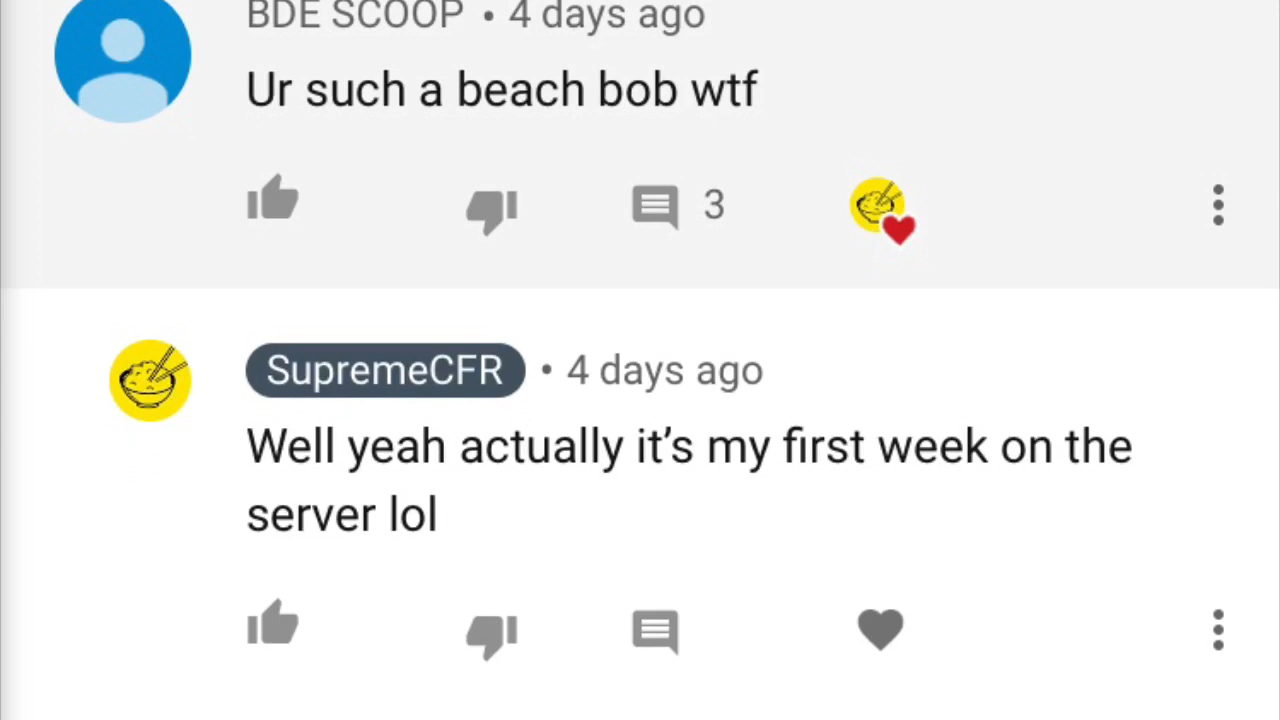 BDE SCOOP • 4 days ago
Ur such a beach bob wtf
3
SupremeCFR • 4 days ago
Well yeah actually it's my first week on the
server lol